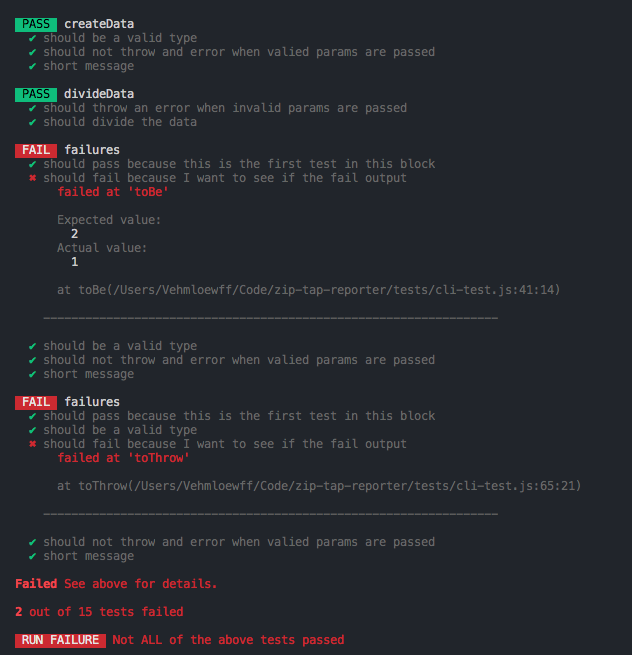 PASS createData
✔ should be a valid type
✔ should not throw and error when valied params are passed
✔ short message
PASS divideData
✔ should throw an error when invalid params are passed
✔ should divide the data
FAIL failures
✔ should pass because this is the first test in this block
✖ should fail because I want to see if the fail output
failed at 'toBe'
Expected value:
2
Actual value:
1
at toBe(/Users/Vehmloewff/Code/zip-tap-reporter/tests/cli-test.js:41:14)
─────────────────────────────────────────────────────────────────
✔ should be a valid type
✔ should not throw and error when valied params are passed
✔ short message
FAIL failures
✔ should pass because this is the first test in this block
✔ should be a valid type
✖ should fail because I want to see if the fail output
failed at 'toThrow'
at toThrow(/Users/Vehmloewff/Code/zip-tap-reporter/tests/cli-test.js:65:21)
─────────────────────────────────────────────────────────────────
✔ should not throw and error when valied params are passed
✔ short message
Failed See above for details.
2 out of 15 tests failed
RUN FAILURE Not ALL of the above tests passed